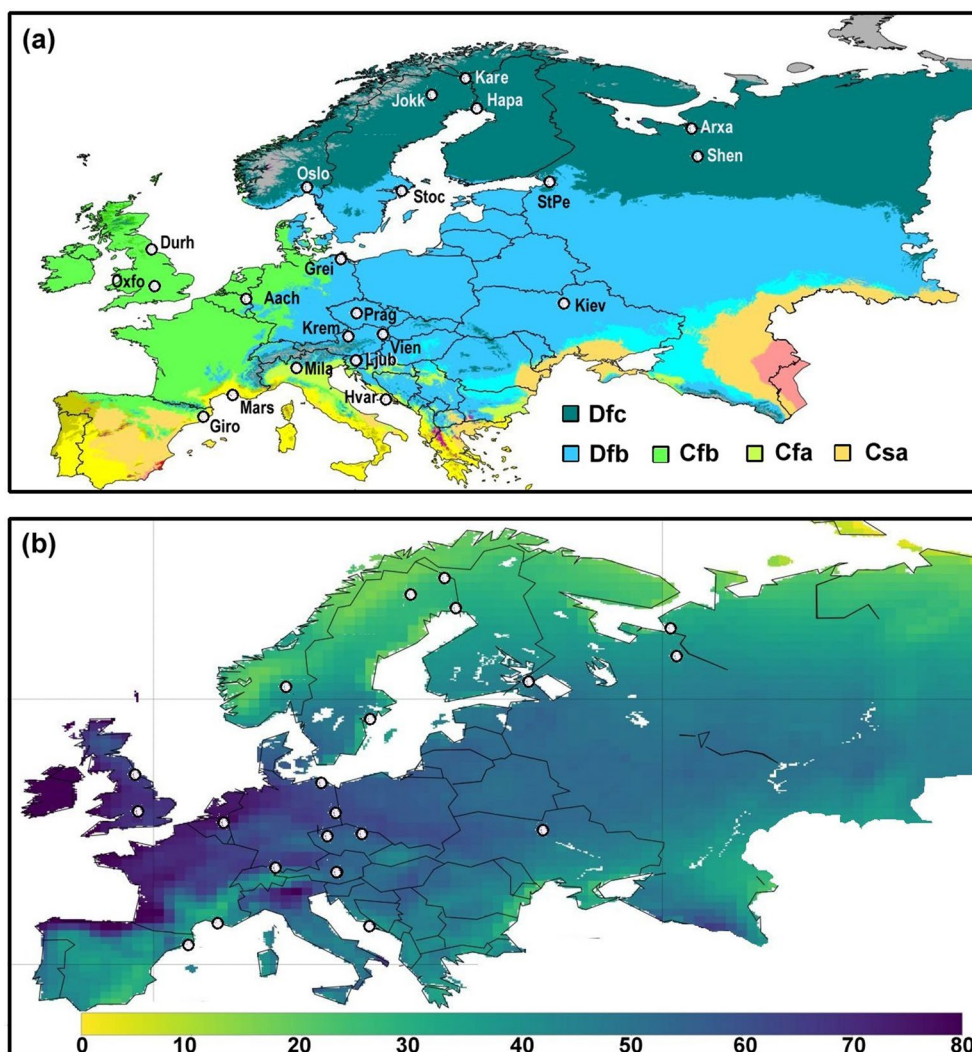 (a)
Kare
Jokk
Hapa
Arxa
Shen
Oslo
Stoc
StPe
Durh
Grei
Oxfo
Aach
Kiev
Prag
Krem
Vien
Ljub
Mila
Hvar
Mars
Giro
Dfc
Dfb Cfb Cfa Csa
(b)
0 10 20 30 40 50 60 70 80